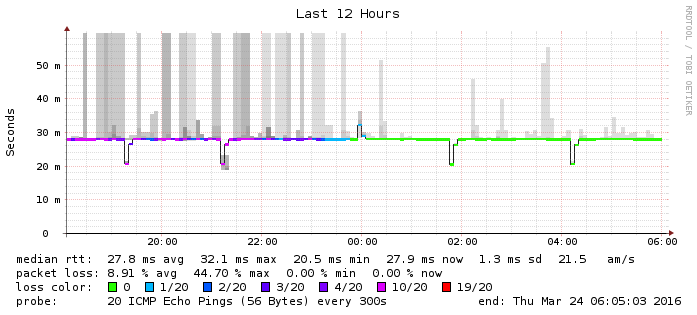 Last 12 Hours
RRDTOOL / TOBI OETIKER
Seconds
50 m
40 m
30 m
20 m
10 m
0
20:00 22:00 00:00 02:00 04:00 06:00
median rtt: 27.8 ms avg 32.1 ms max 20.5 ms min 27.9 ms now 1.3 ms sd 21.5 am/s
packet loss: 8.91 % avg 44.70 % max 0.00 % min 0.00 % now
loss color: 0 1/20 2/20 3/20 4/20 10/20 19/20
probe: 20 ICMP Echo Pings (56 Bytes) every 300s end: Thu Mar 24 06:05:03 2016